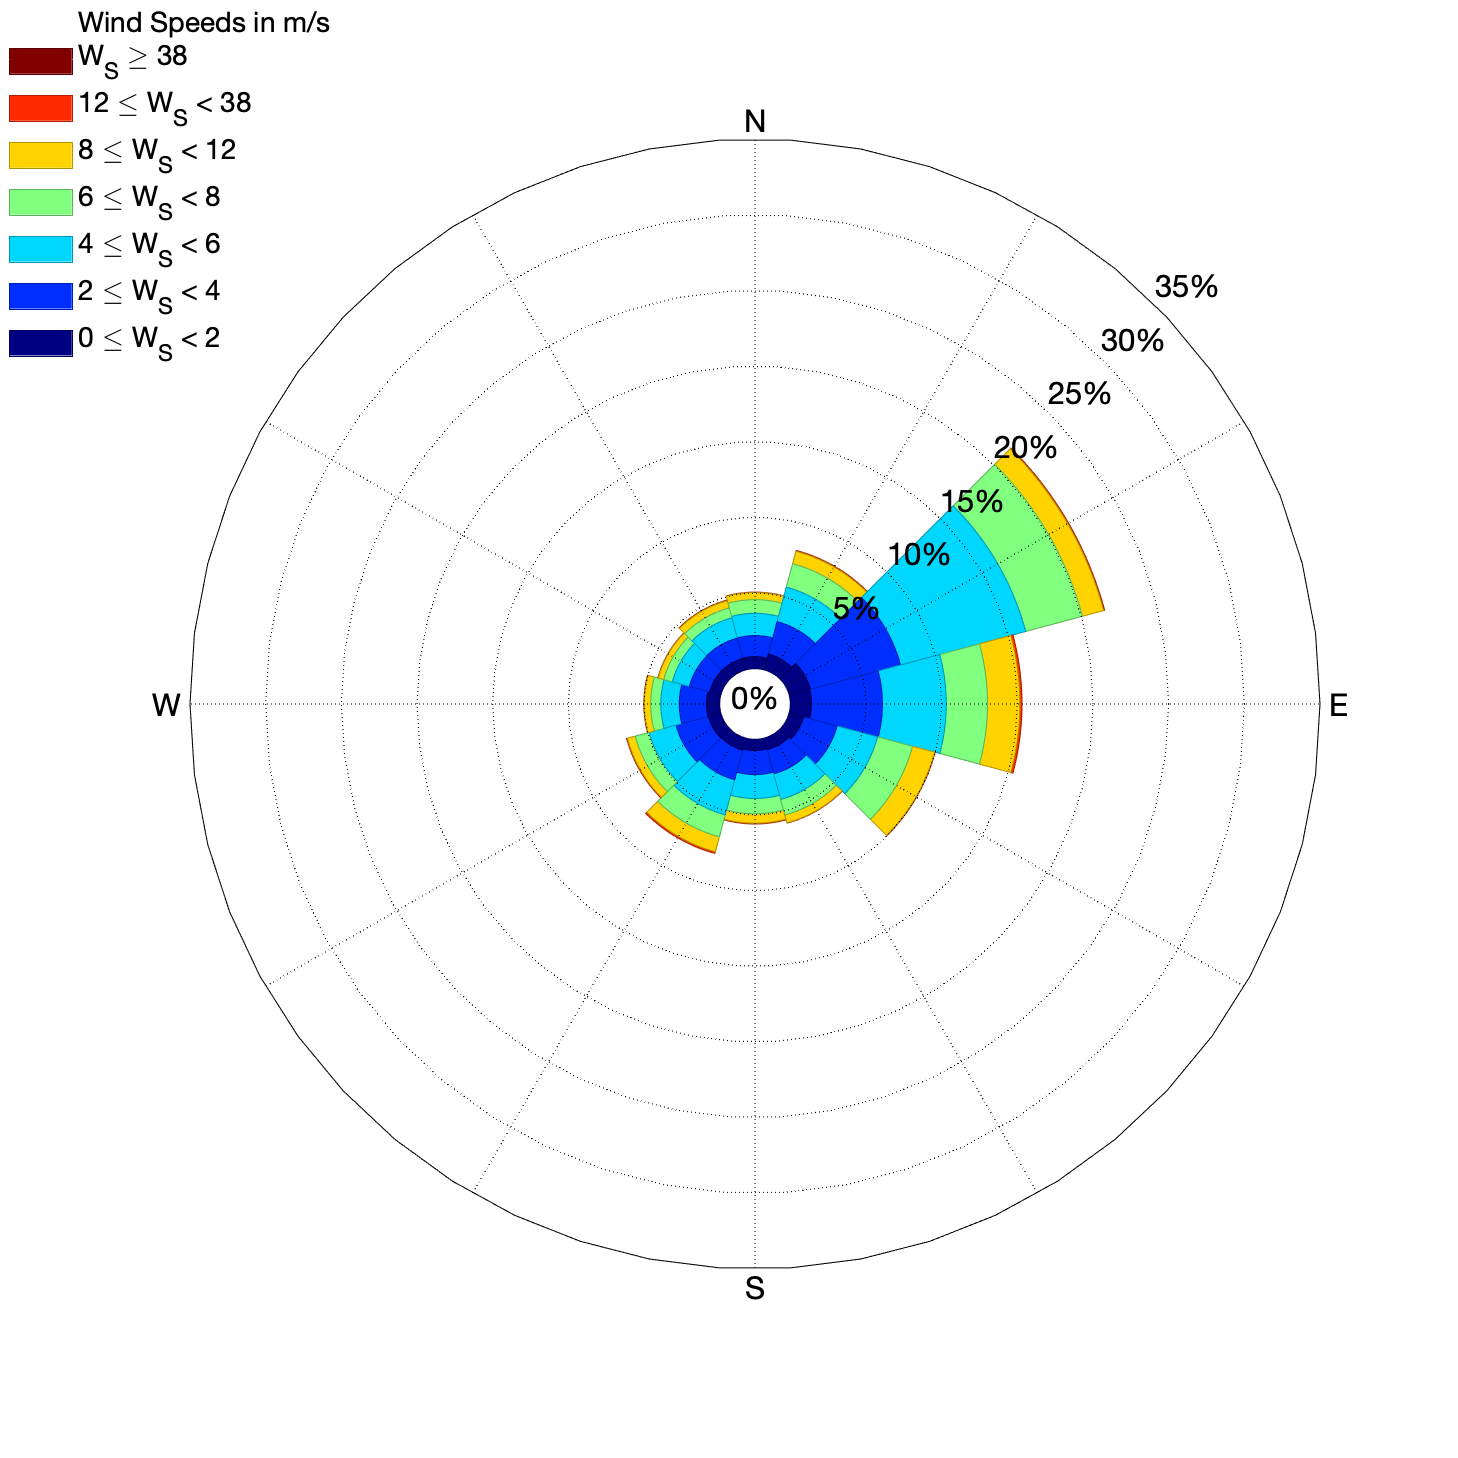 Wind Speeds in m/s
W_S ≥ 38
12 ≤ W_S < 38
8 ≤ W_S < 12
6 ≤ W_S < 8
4 ≤ W_S < 6
2 ≤ W_S < 4
0 ≤ W_S < 2
N
35%
30%
25%
20%
15%
10%
5%
0%
W
E
S